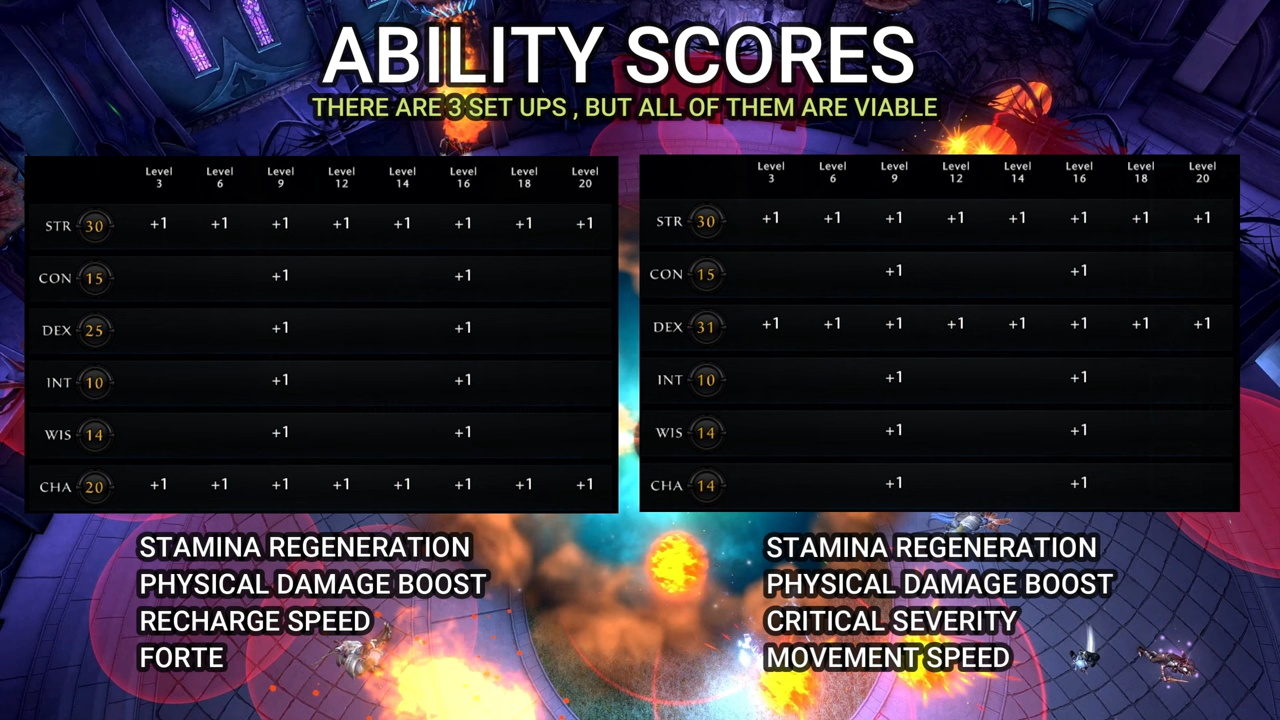 ABILITY SCORES
THERE ARE 3 SET UPS , BUT ALL OF THEM ARE VIABLE
Level 3 Level 6 Level 9 Level 12 Level 14 Level 16 Level 18 Level 20
STR 30 +1 +1 +1 +1 +1 +1 +1 +1
CON 15 +1 +1
DEX 25 +1 +1
INT 10 +1 +1
WIS 14 +1 +1
CHA 20 +1 +1 +1 +1 +1 +1 +1 +1
STAMINA REGENERATION
PHYSICAL DAMAGE BOOST
RECHARGE SPEED
FORTE
Level 3 Level 6 Level 9 Level 12 Level 14 Level 16 Level 18 Level 20
STR 30 +1 +1 +1 +1 +1 +1 +1 +1
CON 15 +1 +1
DEX 31 +1 +1 +1 +1 +1 +1 +1 +1
INT 10 +1 +1
WIS 14 +1 +1
CHA 14 +1 +1
STAMINA REGENERATION
PHYSICAL DAMAGE BOOST
CRITICAL SEVERITY
MOVEMENT SPEED